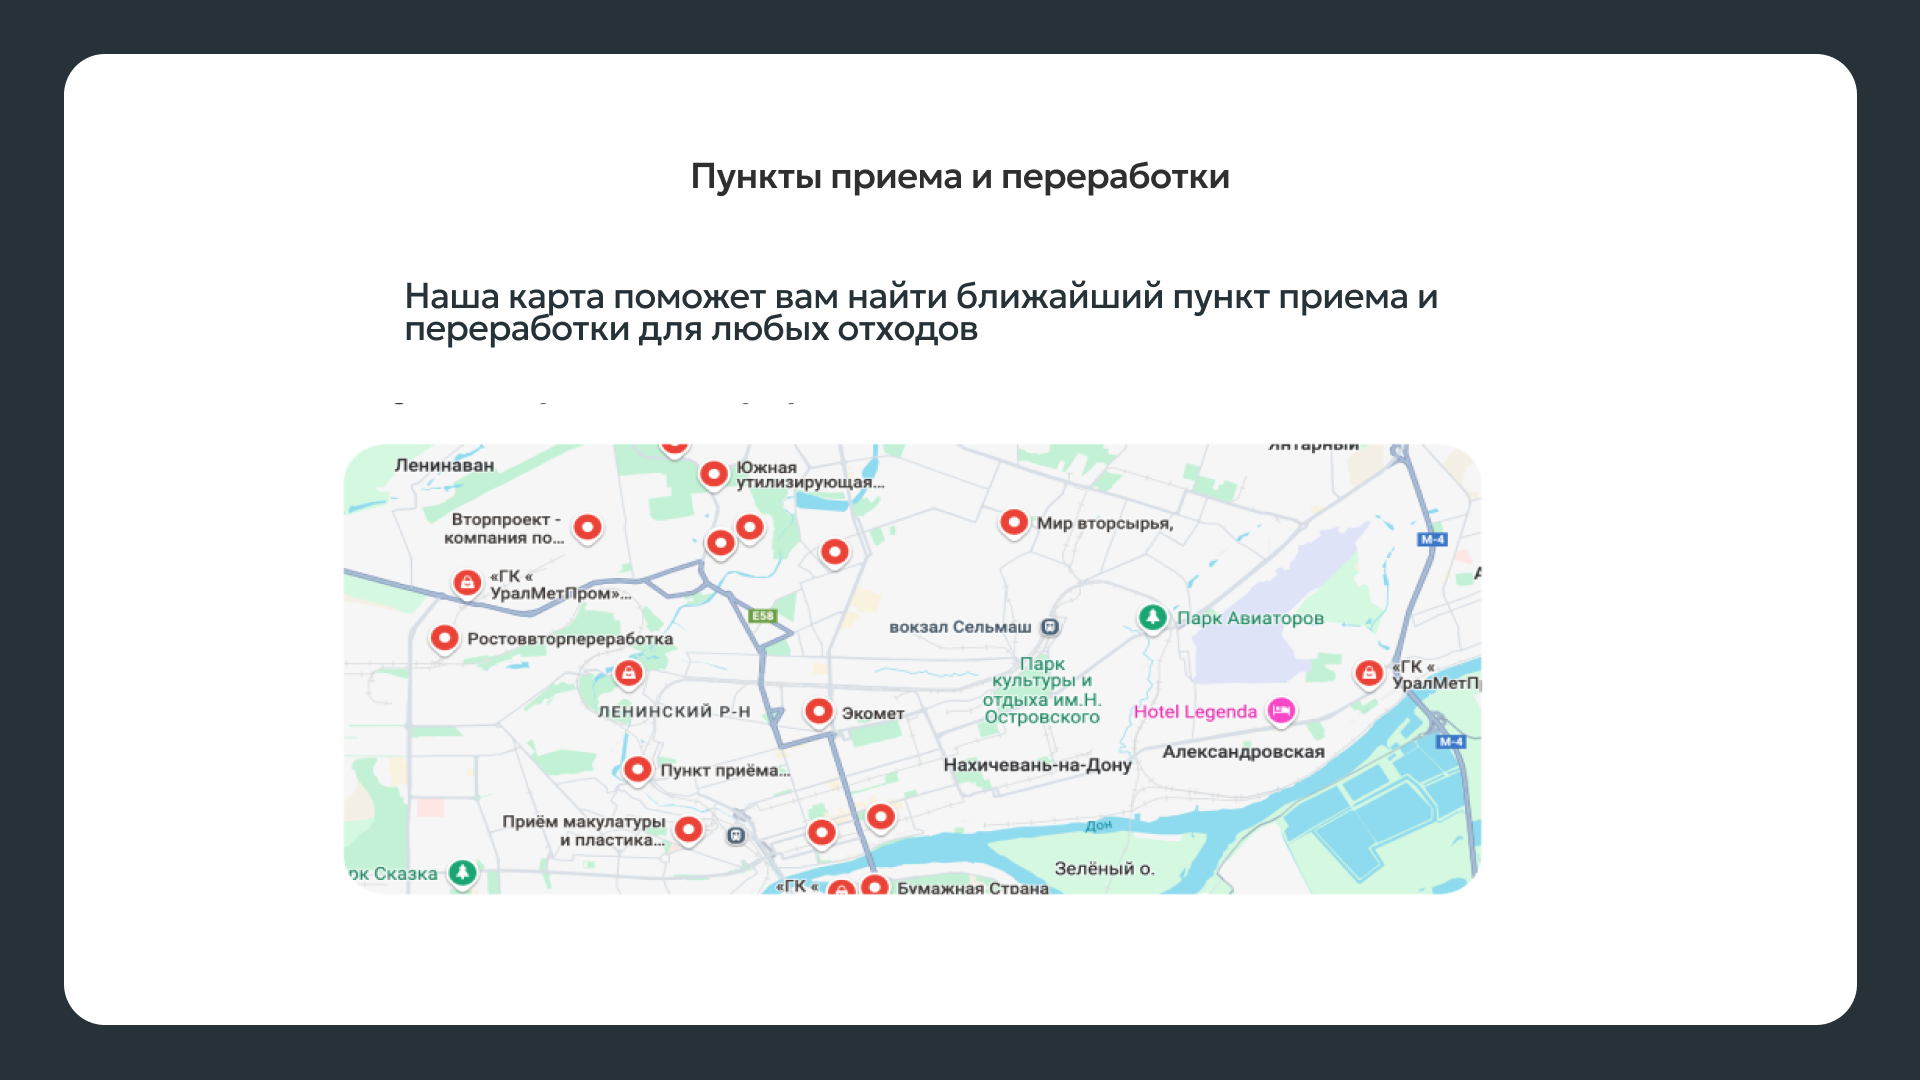 Пункты приема и переработки
Наша карта поможет вам найти ближайший пункт приема и
переработки для любых отходов
Янтарный
Ленинаван
Южная
утилизирующая...
Вторпроект -
компания по...
Мир вторсырья,
М-4
«ГК «
УралМетПром»...
E58
Парк Авиаторов
вокзал Сельмаш
Ростоввторпереработка
Парк
культуры и
отдыха им.Н.
Островского
«ГК «
УралМетПр
ЛЕНИНСКИЙ Р-Н
Экомет
Hotel Legenda
М-4
Александровская
Нахичевань-на-Дону
Пункт приёма...
Приём макулатуры
и пластика...
Дон
Зелёный о.
рк Сказка
«ГК «
Бумажная Страна